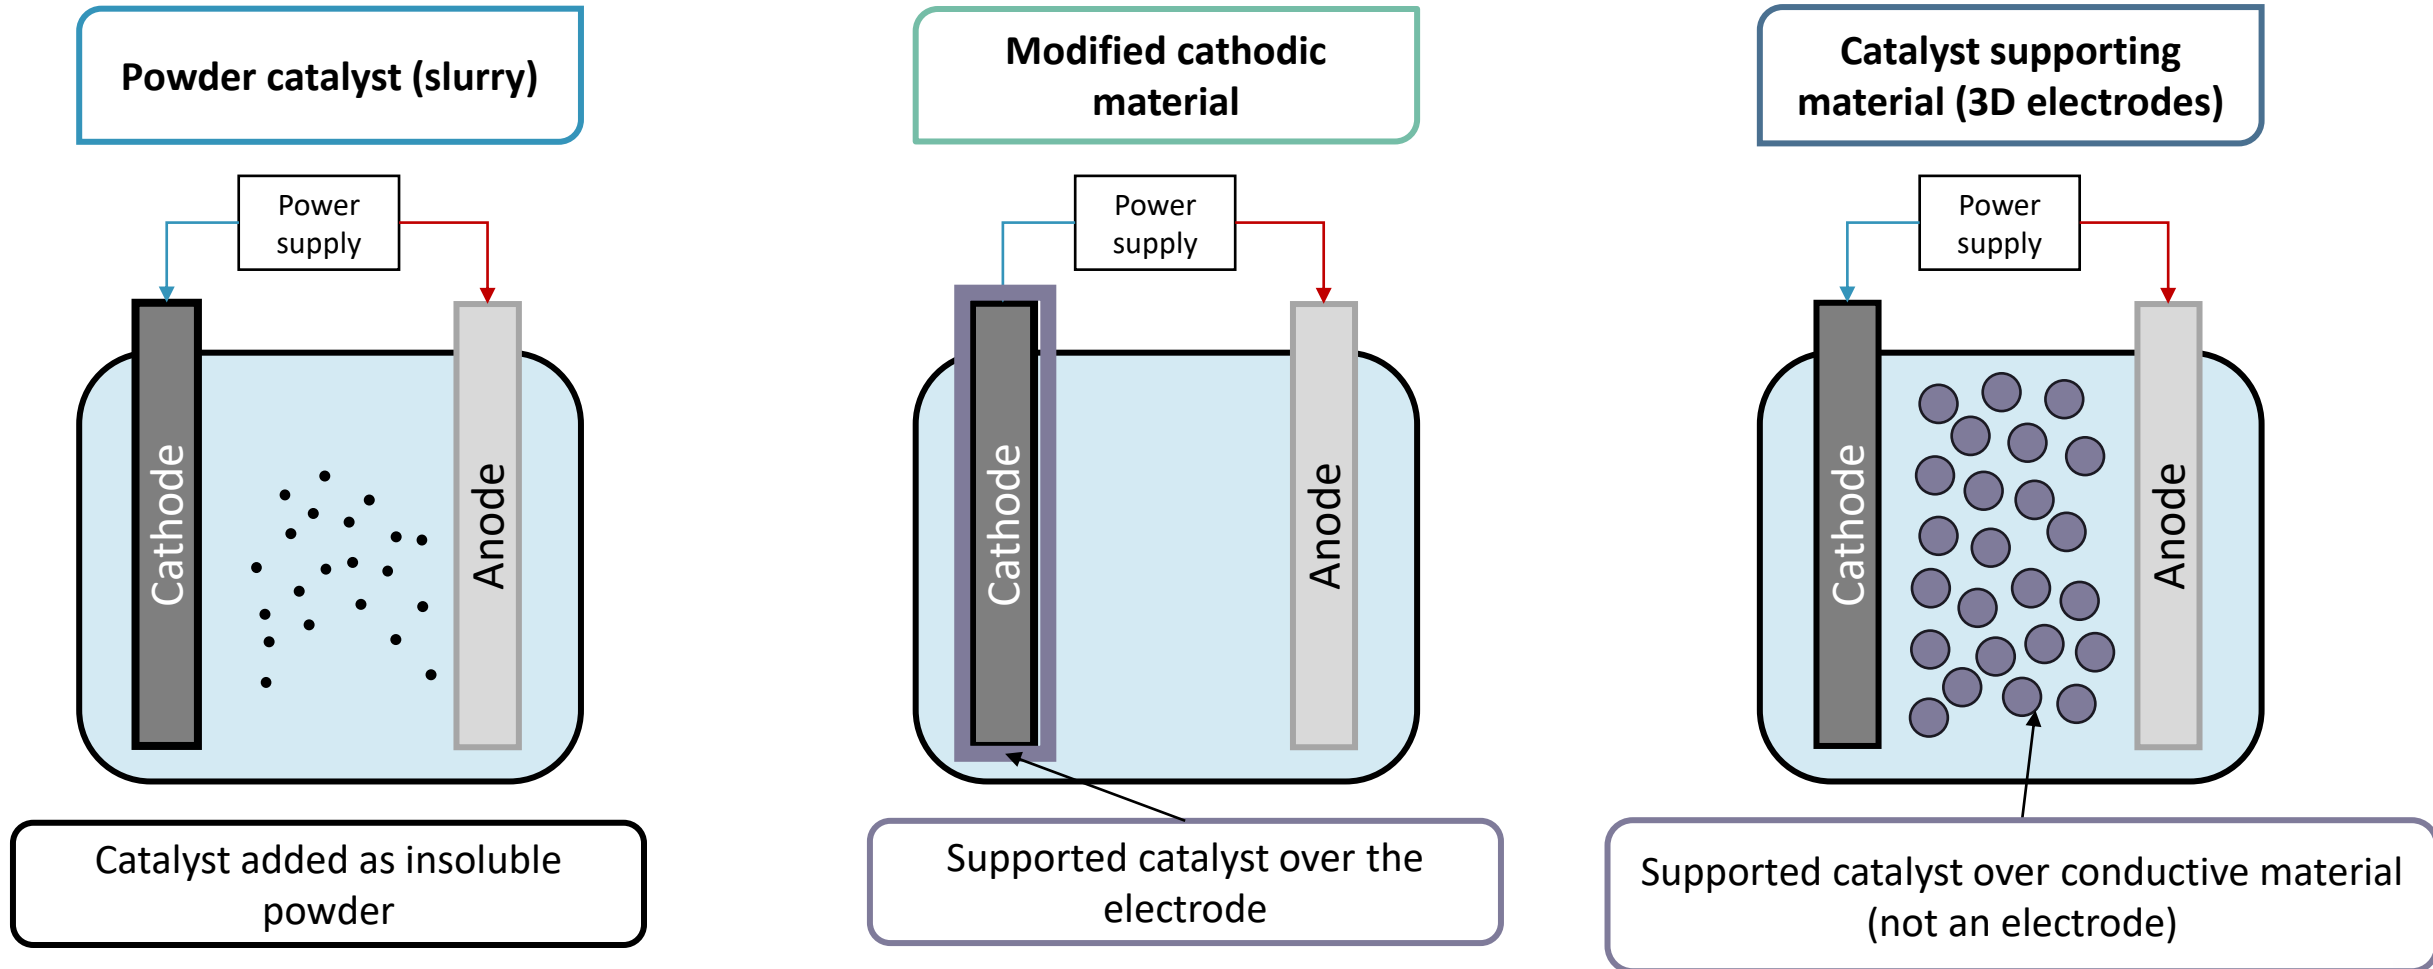 Powder catalyst (slurry)
Power
supply
Cathode
Anode
Catalyst added as insoluble
powder
Modified cathodic
material
Power
supply
Cathode
Anode
Supported catalyst over the
electrode
Catalyst supporting
material (3D electrodes)
Power
supply
Cathode
Anode
Supported catalyst over conductive material
(not an electrode)